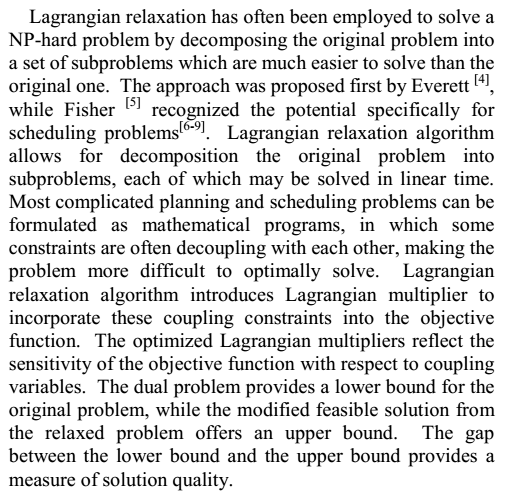 Lagrangian relaxation has often been employed to solve a
NP-hard problem by decomposing the original problem into
a set of subproblems which are much easier to solve than the
original one. The approach was proposed first by Everett [4],
while Fisher [5] recognized the potential specifically for
scheduling problems[6-9]. Lagrangian relaxation algorithm
allows for decomposition the original problem into
subproblems, each of which may be solved in linear time.
Most complicated planning and scheduling problems can be
formulated as mathematical programs, in which some
constraints are often decoupling with each other, making the
problem more difficult to optimally solve. Lagrangian
relaxation algorithm introduces Lagrangian multiplier to
incorporate these coupling constraints into the objective
function. The optimized Lagrangian multipliers reflect the
sensitivity of the objective function with respect to coupling
variables. The dual problem provides a lower bound for the
original problem, while the modified feasible solution from
the relaxed problem offers an upper bound. The gap
between the lower bound and the upper bound provides a
measure of solution quality.